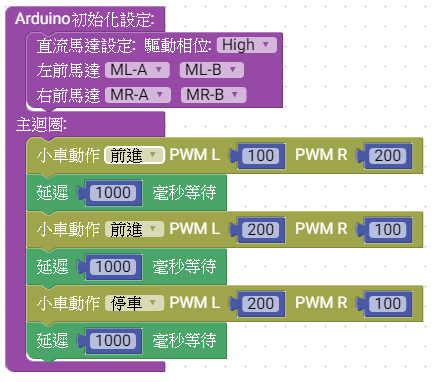 Arduino初始化設定:
直流馬達設定: 驅動相位: High
左前馬達 ML-A ML-B
右前馬達 MR-A MR-B
主迴圈:
小車動作 前進 PWM L 100 PWM R 200
延遲 1000 毫秒等待
小車動作 前進 PWM L 200 PWM R 100
延遲 1000 毫秒等待
小車動作 停車 PWM L 200 PWM R 100
延遲 1000 毫秒等待